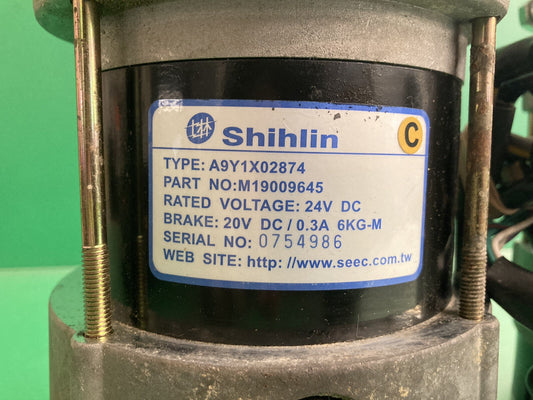 Shihlin
C
TYPE: A9Y1X02874
PART NO:M19009645
RATED VOLTAGE: 24V DC
BRAKE: 20V DC/0.3A 6KG-M
SERIAL NO: 0754986
WEB SITE: http: //www.seec.com.tw